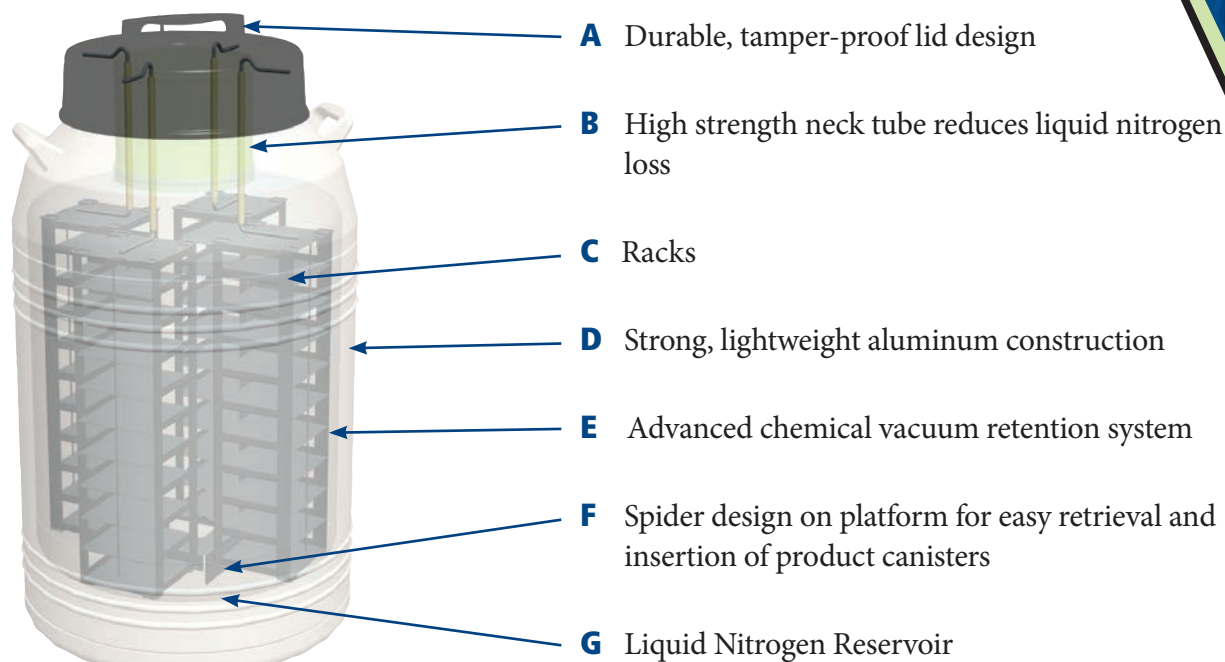 A Durable, tamper-proof lid design
B High strength neck tube reduces liquid nitrogen
loss
C Racks
D Strong, lightweight aluminum construction
E Advanced chemical vacuum retention system
F Spider design on platform for easy retrieval and
insertion of product canisters
G Liquid Nitrogen Reservoir